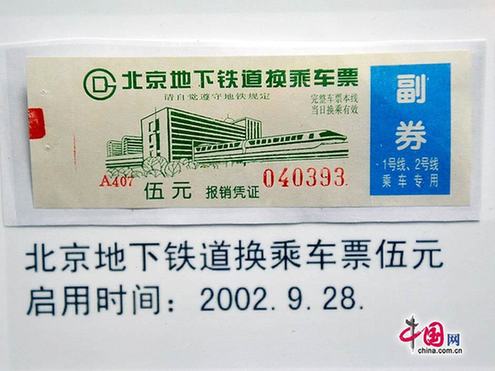 北京地下铁道换乘车票
请自觉遵守地铁规定
完整车票本线
当日换乘有效
A407
伍元
报销凭证
040393
副券
1号线、2号线
乘车专用
北京地下铁道换乘车票伍元
启用时间：2002.9.28.
中国网
china.com.cn